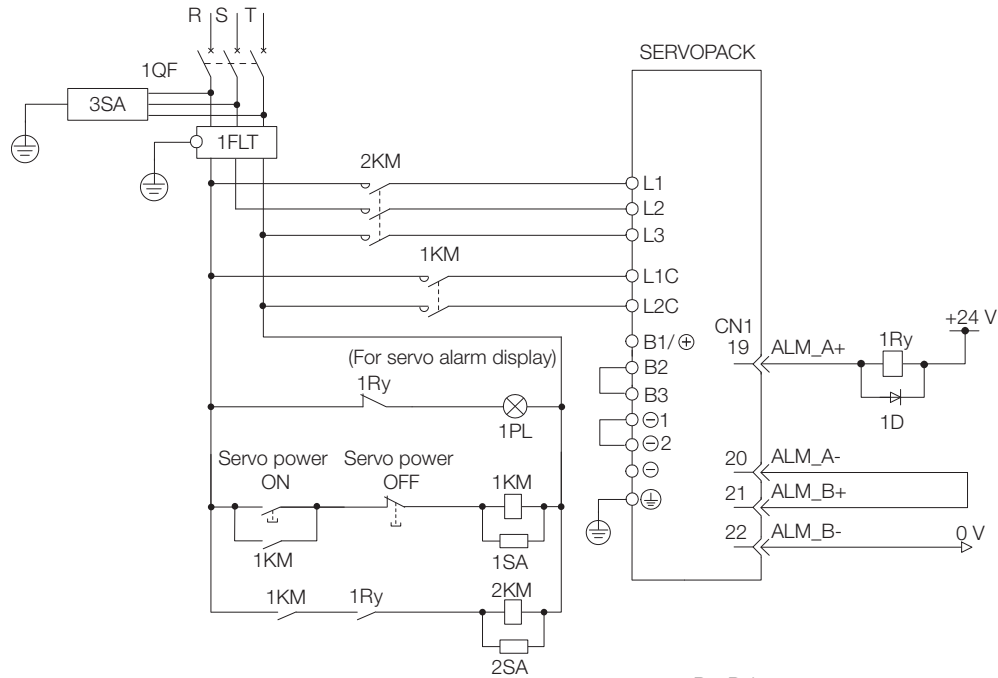 R S T
SERVOPACK
1QF
3SA
1FLT
2KM
L1
L2
L3
1KM
L1C
L2C
B1/⊕
B2
B3
⊖1
⊖2
⊖
CN1
19 ALM_A+
1Ry
+24 V
1D
20 ALM_A-
21 ALM_B+
22 ALM_B-
0 V
(For servo alarm display)
1Ry
1PL
Servo power ON
Servo power OFF
1KM
1KM
1SA
1KM
1Ry
2KM
2SA